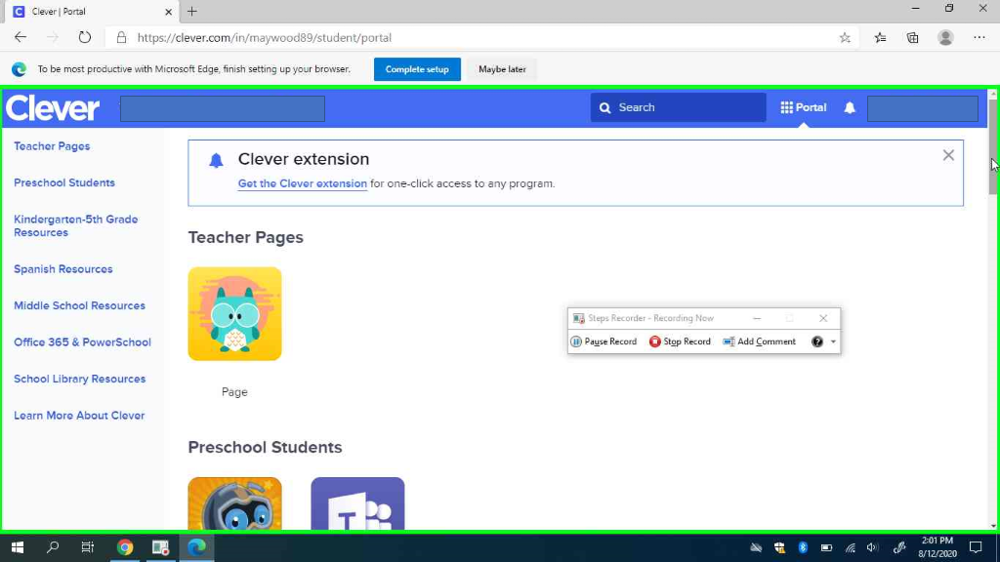 Clever | Portal
https://clever.com/in/maywood89/student/portal
To be most productive with Microsoft Edge, finish setting up your browser.
Complete setup
Maybe later
Clever
Search
Portal
Teacher Pages
Preschool Students
Kindergarten-5th Grade
Resources
Spanish Resources
Middle School Resources
Office 365 & PowerSchool
School Library Resources
Learn More About Clever
Clever extension
Get the Clever extension for one-click access to any program.
Teacher Pages
Page
Steps Recorder - Recording Now
Pause Record
Stop Record
Add Comment
Preschool Students
T
2:01 PM
8/12/2020